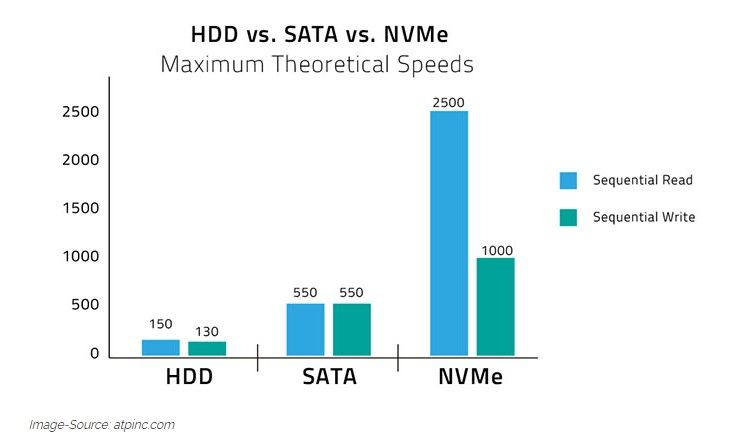 HDD vs. SATA vs. NVMe
Maximum Theoretical Speeds
2500
2500
2000
Sequential Read
1500
Sequential Write
1000
1000
550 550
500
150 130
0
HDD SATA NVMe
Image-Source: atpinc.com